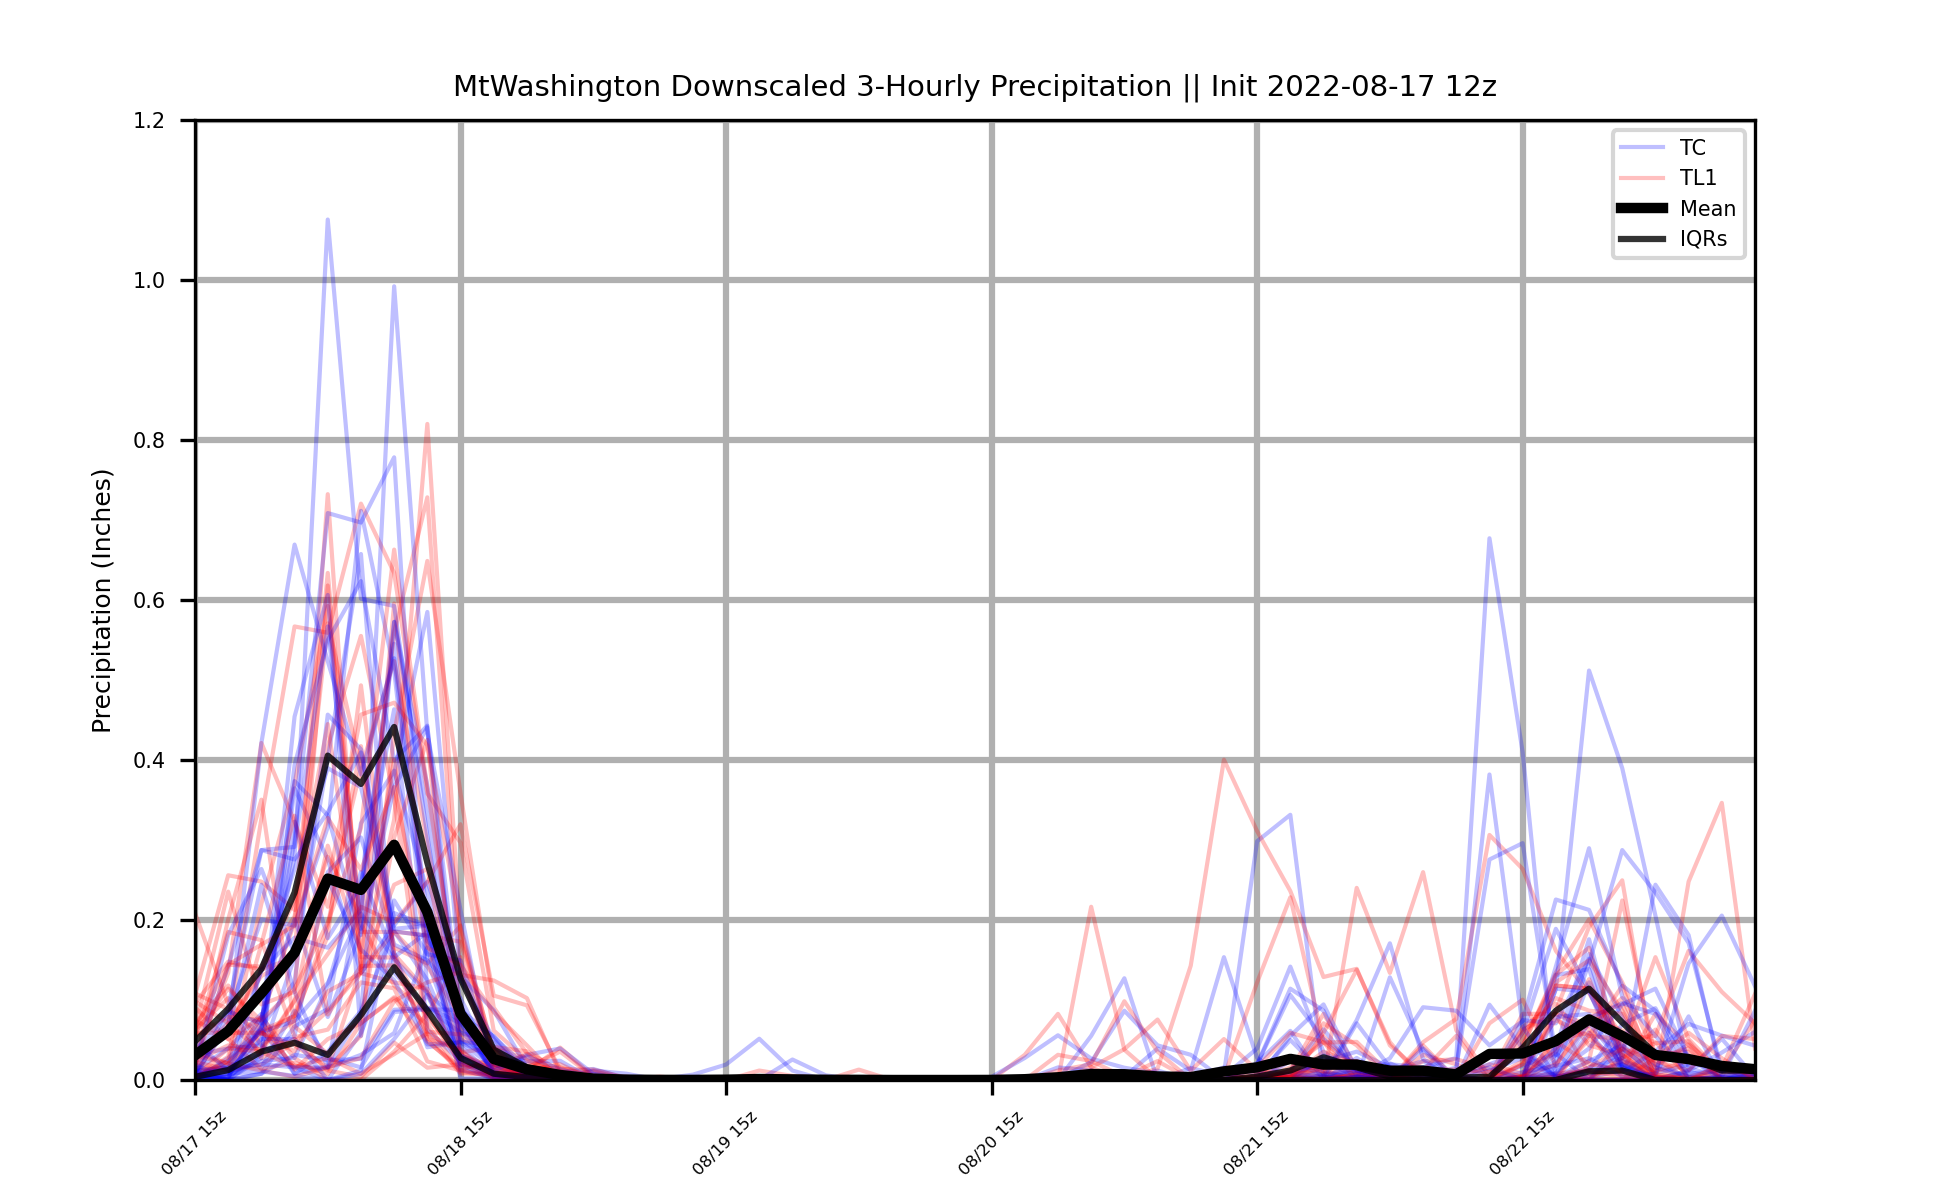 MtWashington Downscaled 3-Hourly Precipitation || Init 2022-08-17 12z
Precipitation (Inches)
1.2
1.0
0.8
0.6
0.4
0.2
0.0
TC
TL1
Mean
IQRs
08/17 15z
08/18 15z
08/19 15z
08/20 15z
08/21 15z
08/22 15z